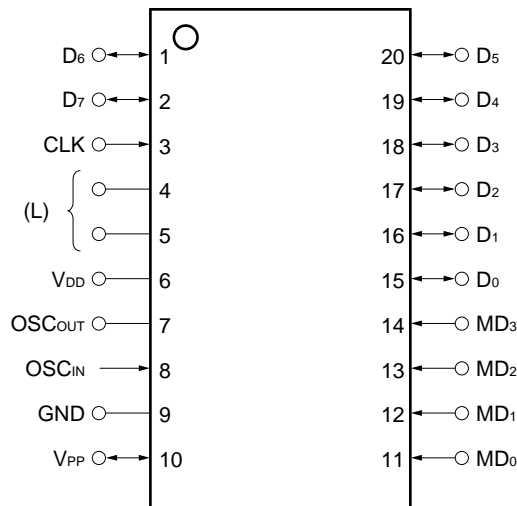 D6 1 20 D5
D7 2 19 D4
CLK 3 18 D3
4 17 D2
(L)
5 16 D1
VDD 6 15 D0
OSCOUT 7 14 MD3
OSCIN 8 13 MD2
GND 9 12 MD1
VPP 10 11 MD0